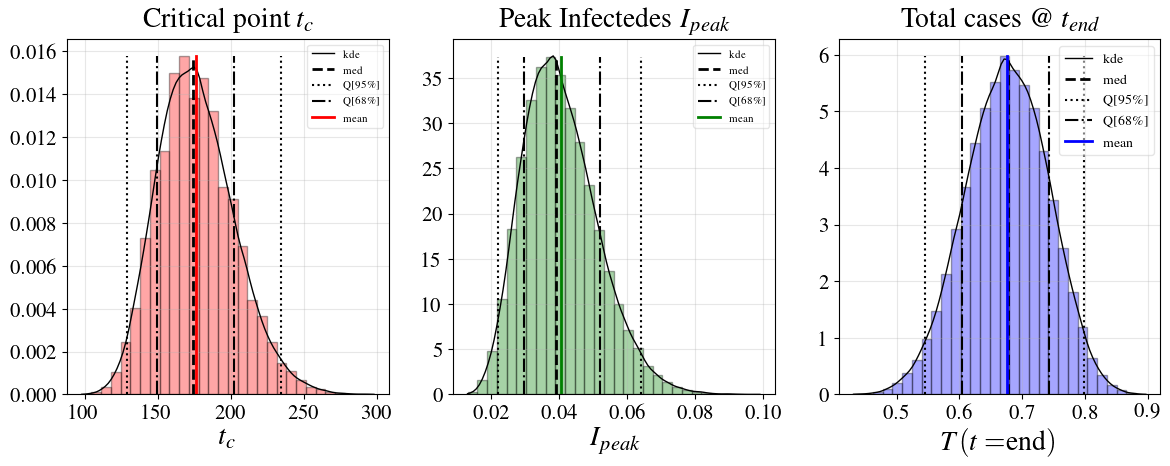 Critical point t_c
0.016
0.014
0.012
0.010
0.008
0.006
0.004
0.002
0.000
100 150 200 250 300
t_c
kde
med
Q[95%]
Q[68%]
mean
Peak Infectedes I_peak
35
30
25
20
15
10
5
0
0.02 0.04 0.06 0.08 0.10
I_peak
kde
med
Q[95%]
Q[68%]
mean
Total cases @ t_end
6
5
4
3
2
1
0
0.5 0.6 0.7 0.8 0.9
T(t =end)
kde
med
Q[95%]
Q[68%]
mean